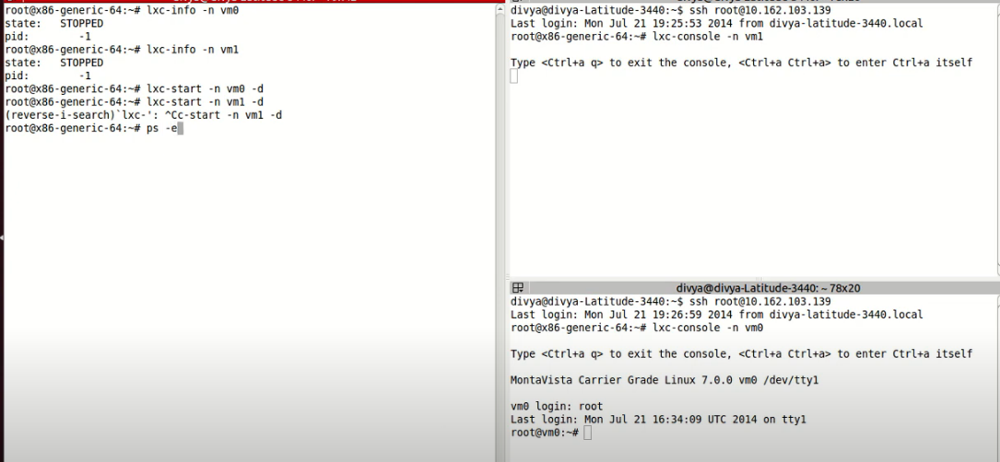 root@x86-generic-64:~# lxc-info -n vm0
state:   STOPPED
pid:        -1
root@x86-generic-64:~# lxc-info -n vm1
state:   STOPPED
pid:        -1
root@x86-generic-64:~# lxc-start -n vm0 -d
root@x86-generic-64:~# lxc-start -n vm1 -d
(reverse-i-search)`lxc-': ^Cc-start -n vm1 -d
root@x86-generic-64:~# ps -e
divya@divya-Latitude-3440:~$ ssh root@10.162.103.139
Last login: Mon Jul 21 19:25:53 2014 from divya-latitude-3440.local
root@x86-generic-64:~# lxc-console -n vm1
Type <Ctrl+a q> to exit the console, <Ctrl+a Ctrl+a> to enter Ctrl+a itself
divya@divya-Latitude-3440: ~ 78x20
divya@divya-Latitude-3440:~$ ssh root@10.162.103.139
Last login: Mon Jul 21 19:26:59 2014 from divya-latitude-3440.local
root@x86-generic-64:~# lxc-console -n vm0
Type <Ctrl+a q> to exit the console, <Ctrl+a Ctrl+a> to enter Ctrl+a itself
MontaVista Carrier Grade Linux 7.0.0 vm0 /dev/tty1
vm0 login: root
Last login: Mon Jul 21 16:34:09 UTC 2014 on tty1
root@vm0:~#